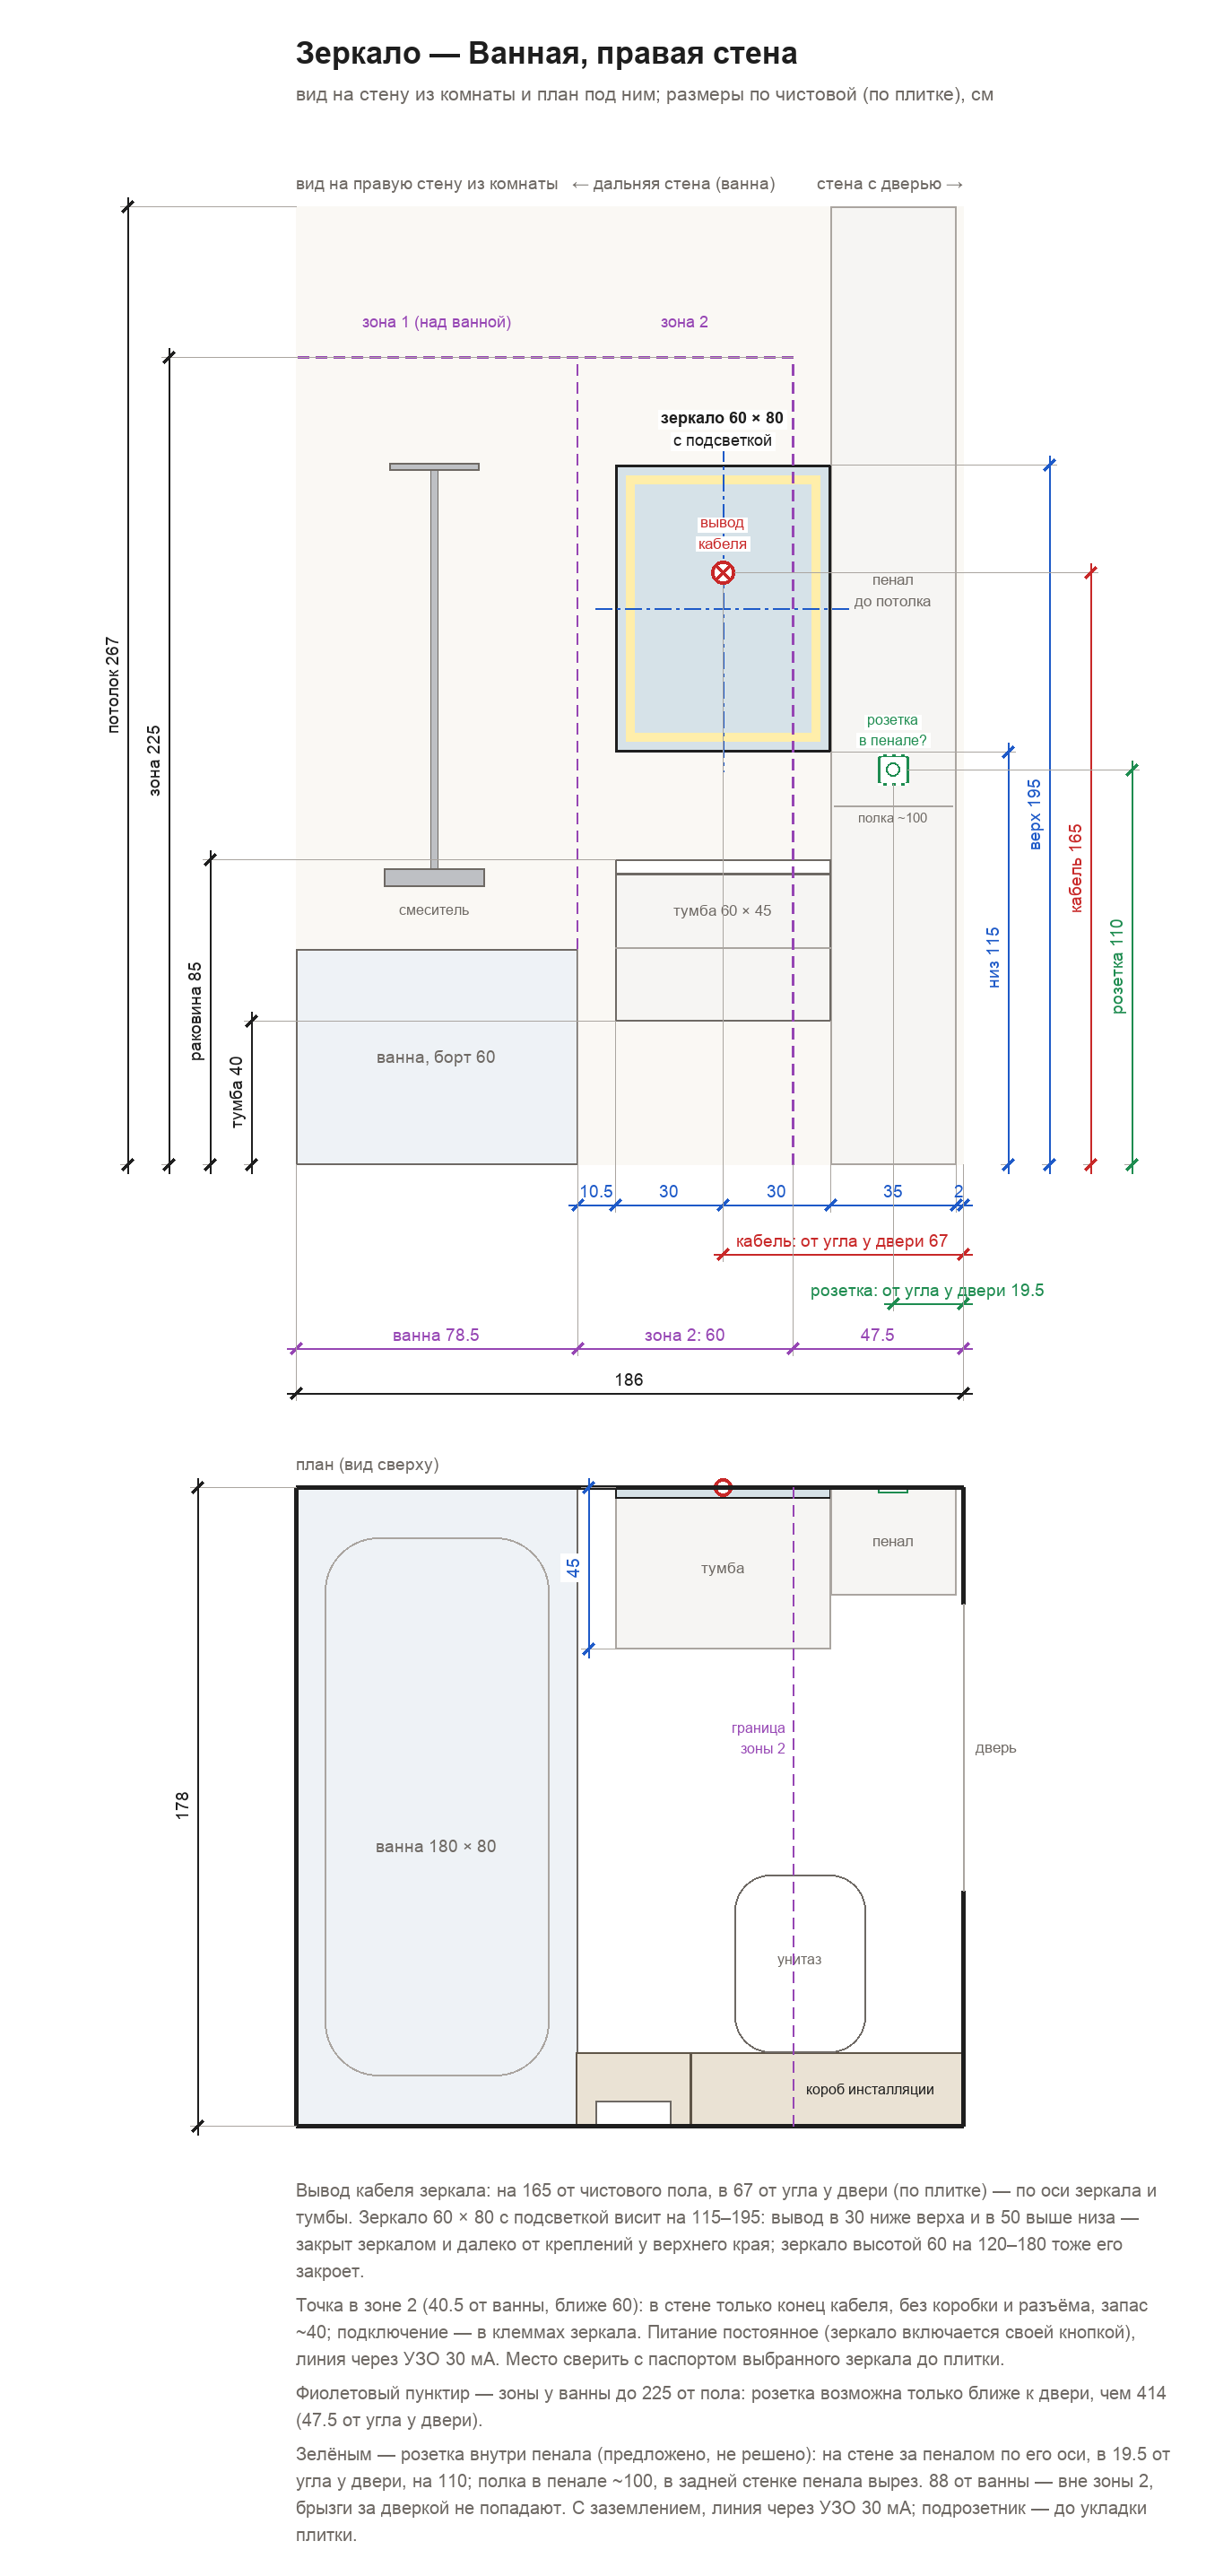 Зеркало — Ванная, правая стена
вид на стену из комнаты и план под ним; размеры по чистовой (по плитке), см
вид на правую стену из комнаты ← дальняя стена (ванна) стена с дверью →
зона 1 (над ванной) зона 2
зеркало 60 × 80
с подсветкой
вывод
кабеля
пенал
до потолка
розетка
в пенале?
полка ~100
потолок 267
зона 225
раковина 85
тумба 40
смеситель
тумба 60 × 45
ванна, борт 60
низ 115
верх 195
кабель 165
розетка 110
10.5 30 30 35 2
кабель: от угла у двери 67
розетка: от угла у двери 19.5
ванна 78.5 зона 2: 60 47.5
186
план (вид сверху)
45
тумба
пенал
граница
зоны 2
дверь
178
ванна 180 × 80
унитаз
короб инсталляции
Вывод кабеля зеркала: на 165 от чистового пола, в 67 от угла у двери (по плитке) — по оси зеркала и
тумбы. Зеркало 60 × 80 с подсветкой висит на 115–195: вывод в 30 ниже верха и в 50 выше низа —
закрыт зеркалом и далеко от креплений у верхнего края; зеркало высотой 60 на 120–180 тоже его
закроет.
Точка в зоне 2 (40.5 от ванны, ближе 60): в стене только конец кабеля, без коробки и разъёма, запас
~40; подключение — в клеммах зеркала. Питание постоянное (зеркало включается своей кнопкой),
линия через УЗО 30 мА. Место сверить с паспортом выбранного зеркала до плитки.
Фиолетовый пунктир — зоны у ванны до 225 от пола: розетка возможна только ближе к двери, чем 414
(47.5 от угла у двери).
Зелёным — розетка внутри пенала (предложено, не решено): на стене за пеналом по его оси, в 19.5 от
угла у двери, на 110; полка в пенале ~100, в задней стенке пенала вырез. 88 от ванны — вне зоны 2,
брызги за дверкой не попадают. С заземлением, линия через УЗО 30 мА; подрозетник — до укладки
плитки.